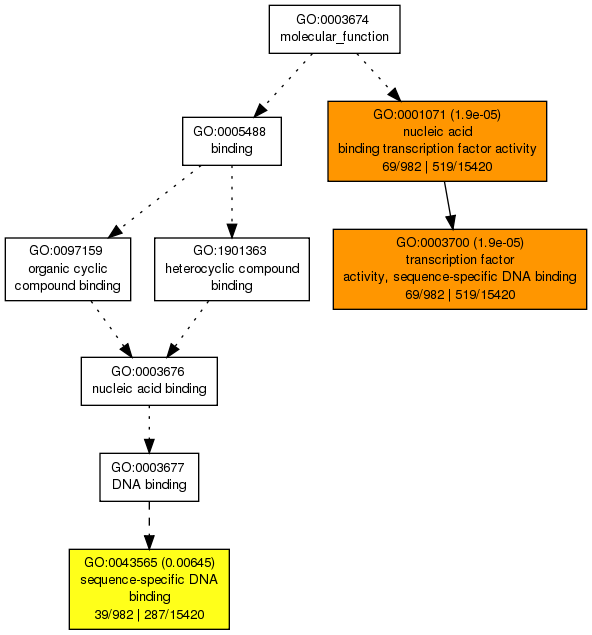 GO:0003674
molecular_function
GO:0001071 (1.9e-05)
nucleic acid
binding transcription factor activity
69/982 | 519/15420
GO:0005488
binding
GO:0097159
organic cyclic
compound binding
GO:1901363
heterocyclic compound
binding
GO:0003700 (1.9e-05)
transcription factor
activity, sequence-specific DNA binding
69/982 | 519/15420
GO:0003676
nucleic acid binding
GO:0003677
DNA binding
GO:0043565 (0.00645)
sequence-specific DNA
binding
39/982 | 287/15420